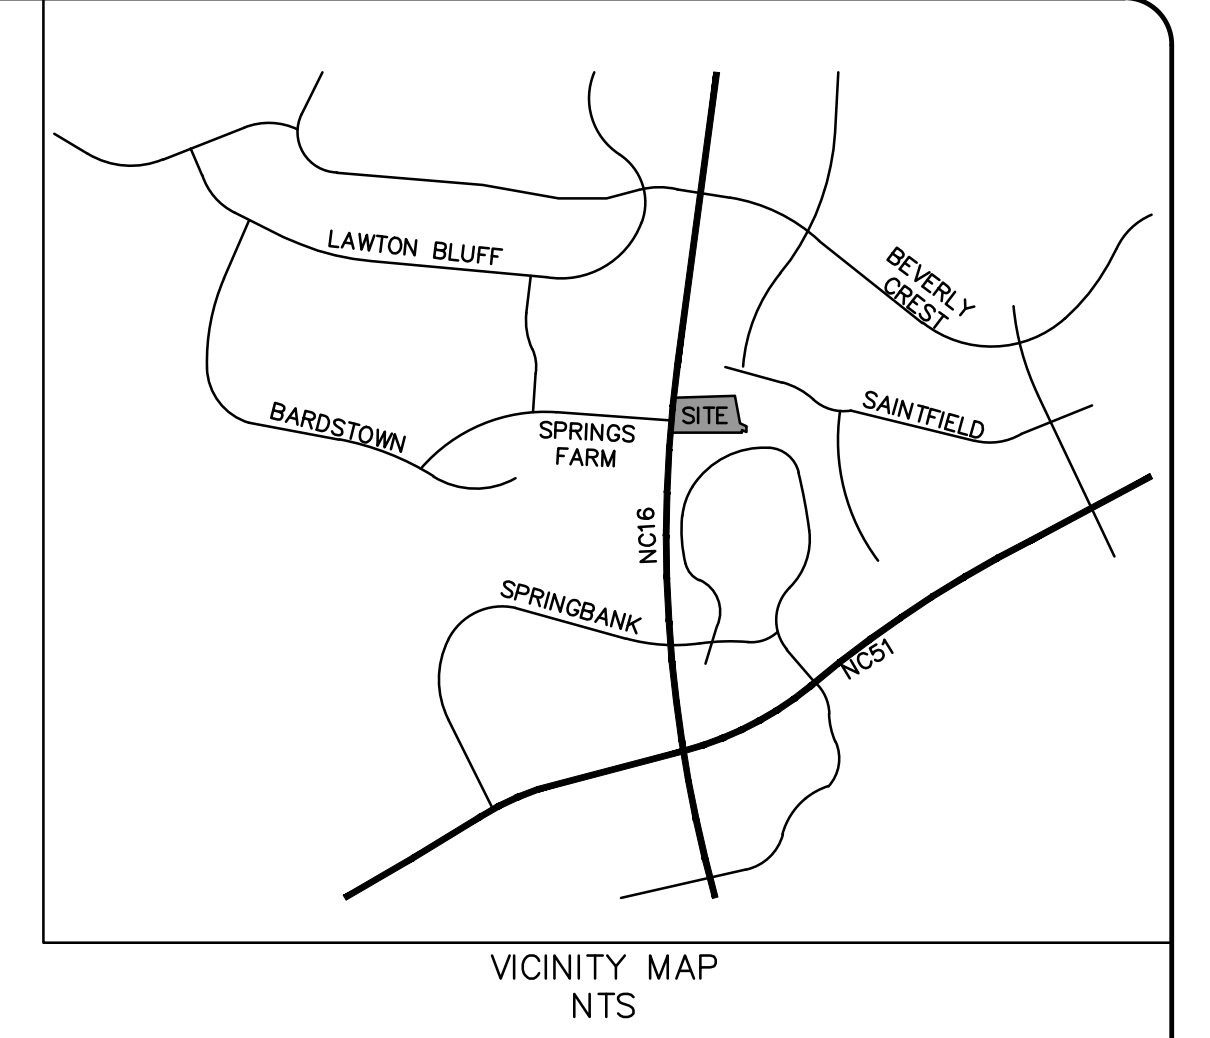 LAWTON BLUFF
BEVERLY
CREST
BARDSTOWN
SPRINGS
FARM
SITE
SAINTFIELD
NC16
SPRINGBANK
NC51
VICINITY MAP
NTS